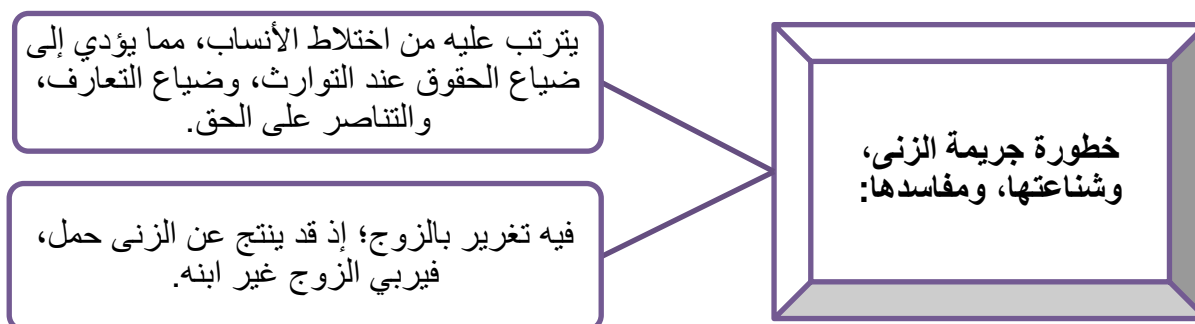 خطورة جريمة الزنى،
وشناعتها، ومفاسدها:
يترتب عليه من اختلاط الأنساب، مما يؤدي إلى
ضياع الحقوق عند التوارث، وضياع التعارف،
والتناصر على الحق.
فيه تغرير بالزوج؛ إذ قد ينتج عن الزنى حمل،
فيربي الزوج غير ابنه.